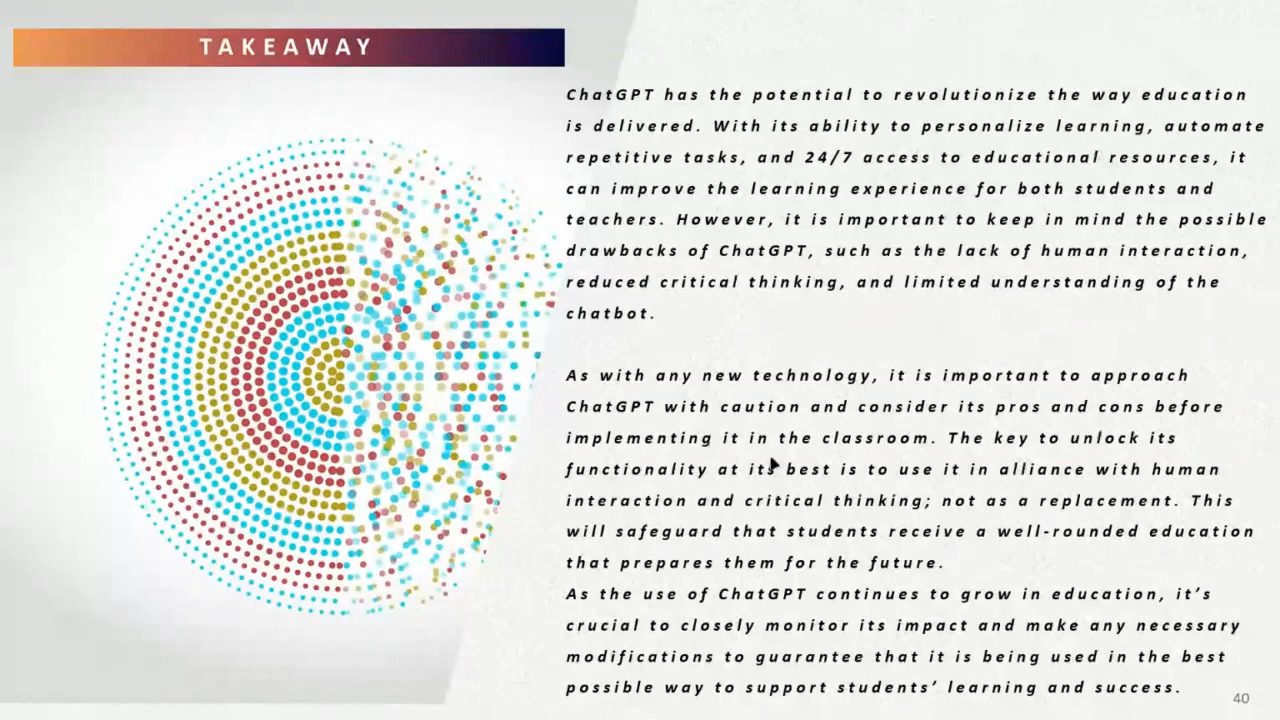 TAKEAWAY
ChatGPT has the potential to revolutionize the way education
is delivered. With its ability to personalize learning, automate
repetitive tasks, and 24/7 access to educational resources, it
can improve the learning experience for both students and
teachers. However, it is important to keep in mind the possible
drawbacks of ChatGPT, such as the lack of human interaction,
reduced critical thinking, and limited understanding of the
chatbot.
As with any new technology, it is important to approach
ChatGPT with caution and consider its pros and cons before
implementing it in the classroom. The key to unlock its
functionality at its best is to use it in alliance with human
interaction and critical thinking; not as a replacement. This
will safeguard that students receive a well-rounded education
that prepares them for the future.
As the use of ChatGPT continues to grow in education, it’s
crucial to closely monitor its impact and make any necessary
modifications to guarantee that it is being used in the best
possible way to support students’ learning and success.
40